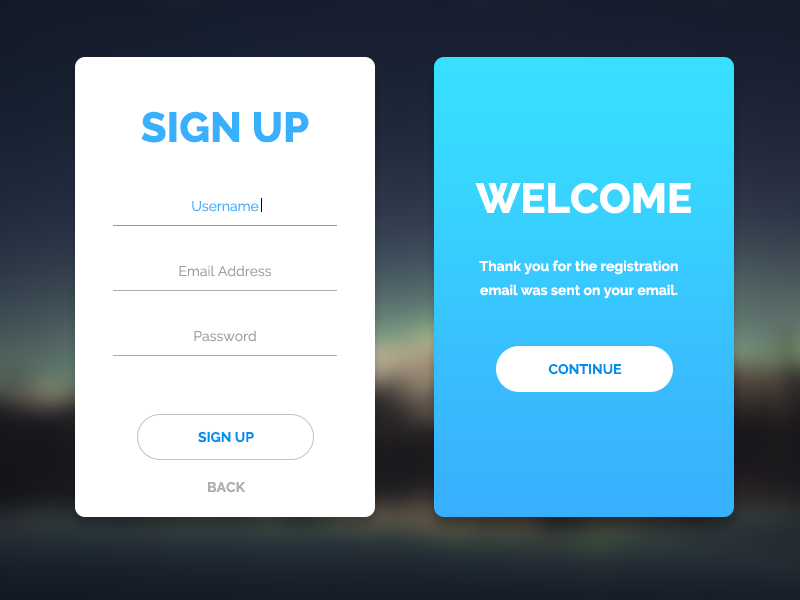 SIGN UP
Username
Email Address
Password
SIGN UP
BACK
WELCOME
Thank you for the registration
email was sent on your email.
CONTINUE